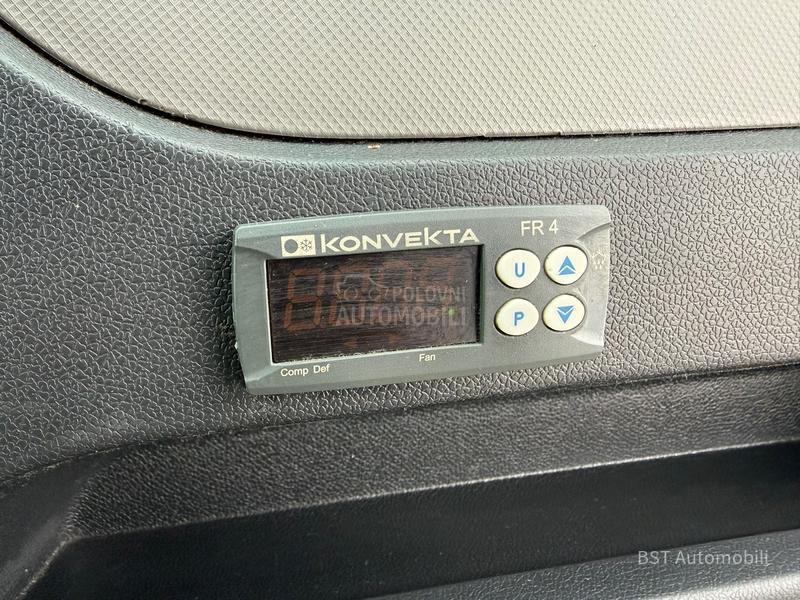 KONVEKTA
FR 4
U
P
POLOVNI
AUTOMOBILI
Comp Def
Fan
BST Automobili